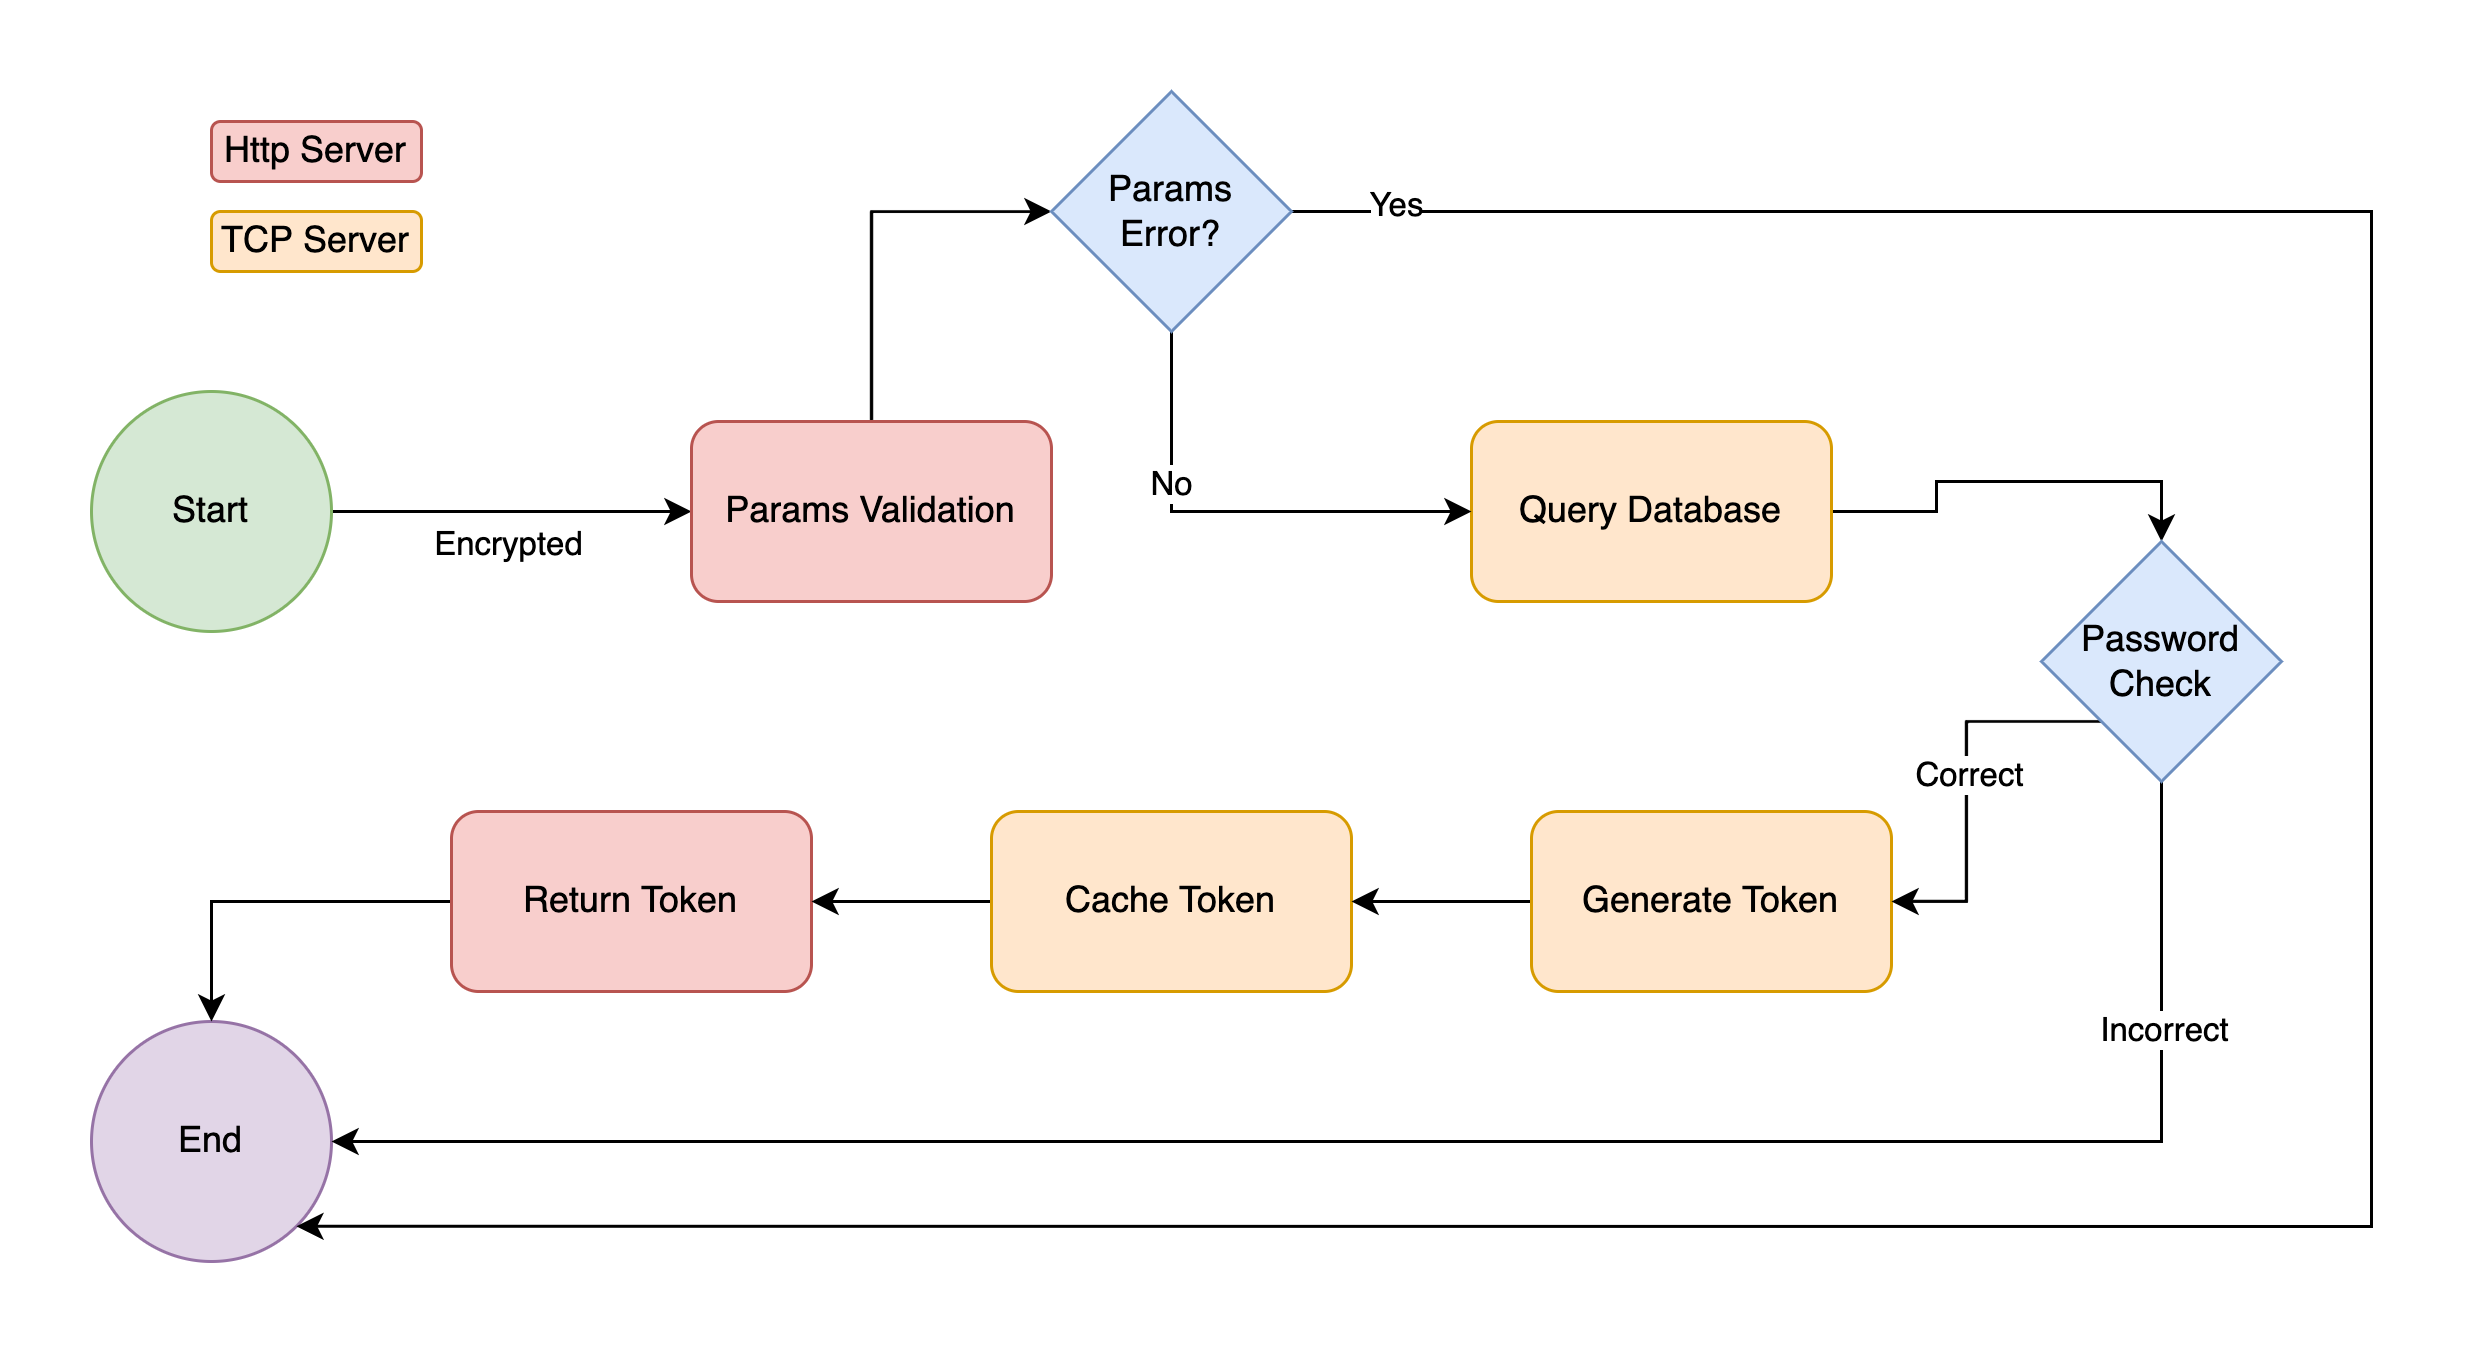 Http Server
TCP Server
Params
Error?
Yes
No
Start
Encrypted
Params Validation
Query Database
Password
Check
Correct
Incorrect
Generate Token
Cache Token
Return Token
End